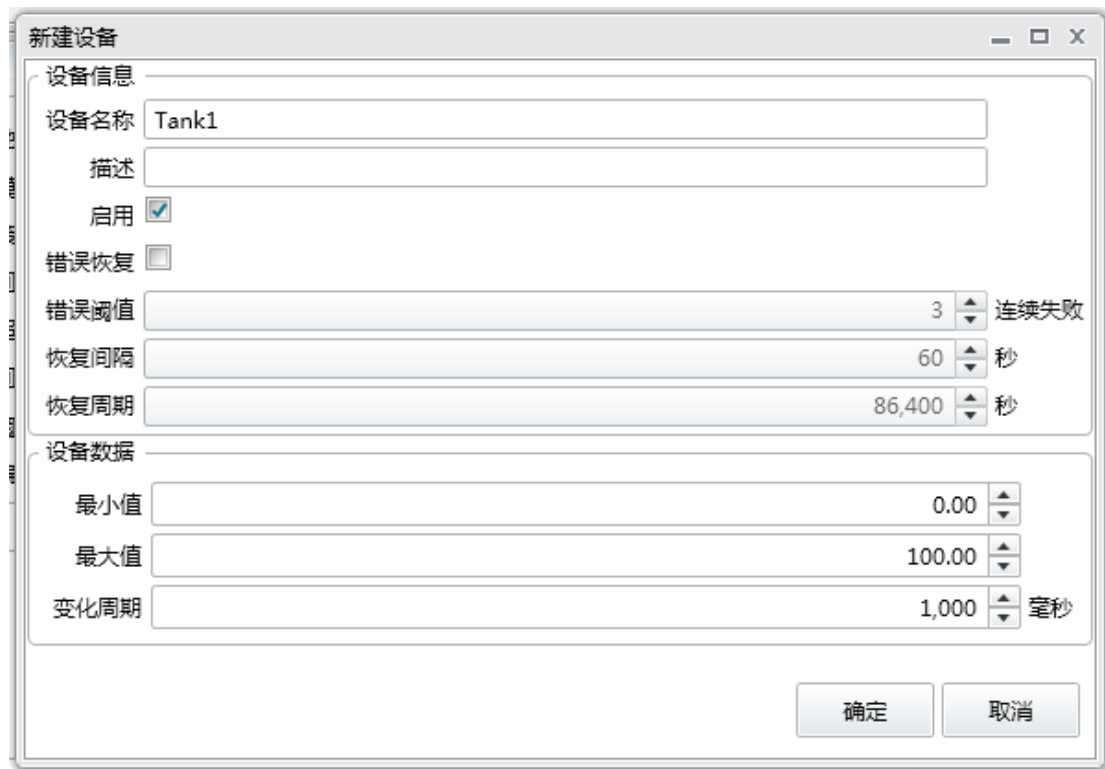 新建设备
设备信息
设备名称 Tank1
描述
启用
错误恢复
错误阈值 3 连续失败
恢复间隔 60 秒
恢复周期 86,400 秒
设备数据
最小值 0.00
最大值 100.00
变化周期 1,000 毫秒
确定 取消